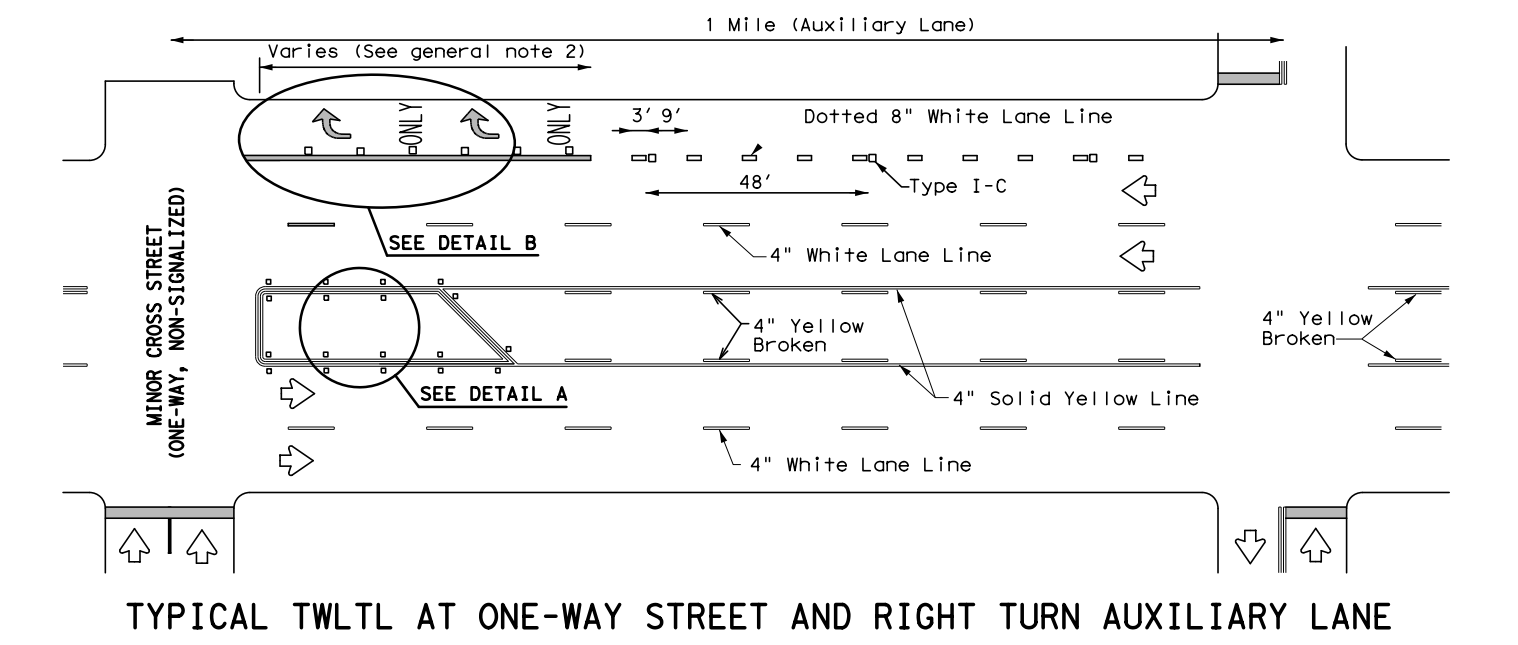 1 Mile (Auxiliary Lane)
Varies (See general note 2)
ONLY
ONLY
3' 9'
Dotted 8" White Lane Line
48'
Type I-C
SEE DETAIL B
4" White Lane Line
MINOR CROSS STREET
(ONE-WAY, NON-SIGNALIZED)
4" Yellow
Broken
4" Yellow
Broken
SEE DETAIL A
4" Solid Yellow Line
4" White Lane Line
TYPICAL TWLTL AT ONE-WAY STREET AND RIGHT TURN AUXILIARY LANE